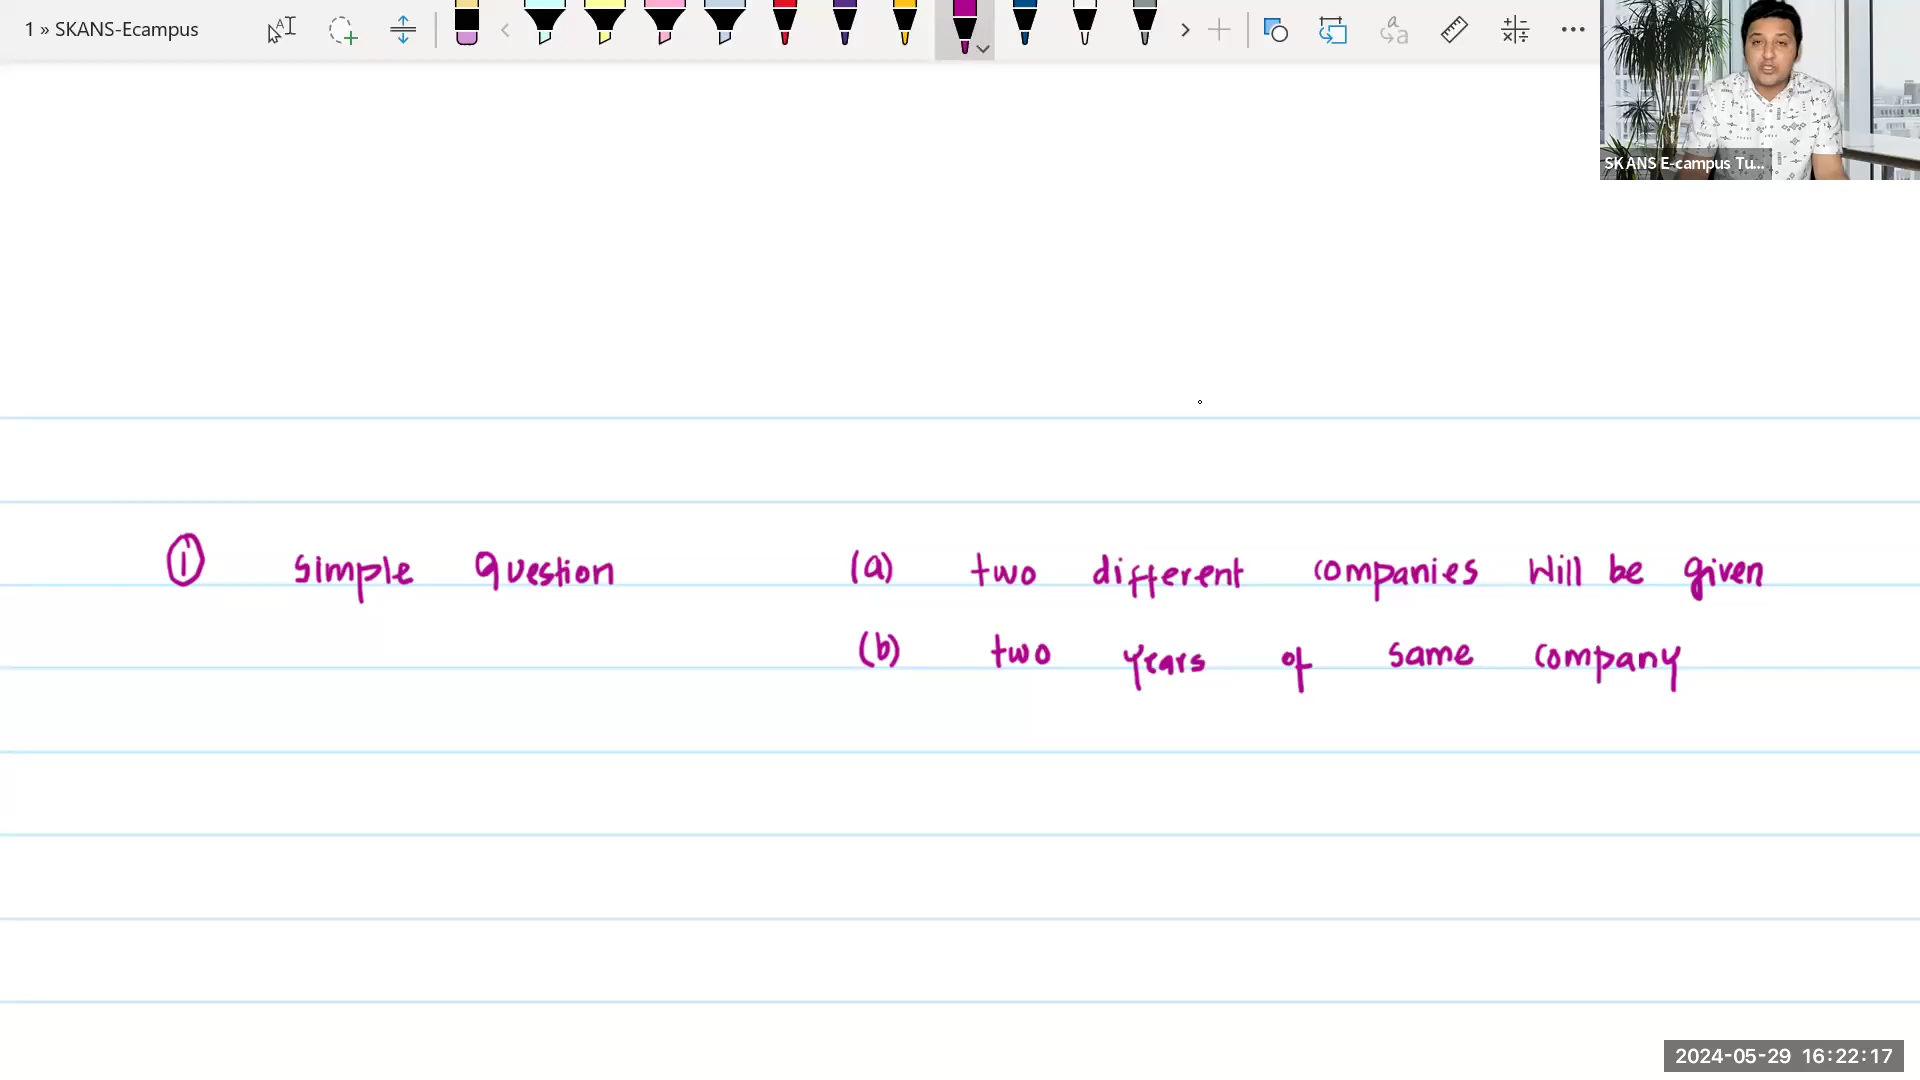 1 » SKANS-Ecampus
SKANS E-campus Tu...
① Simple Question (a) two different companies Will be given
(b) two years of same company
2024-05-29 16:22:17